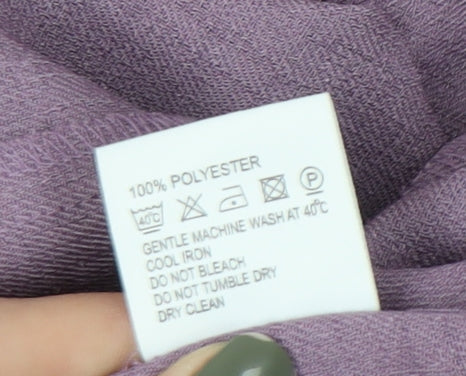 100% POLYESTER
40°C P
GENTLE MACHINE WASH AT 40°C
COOL IRON
DO NOT BLEACH
DO NOT TUMBLE DRY
DRY CLEAN